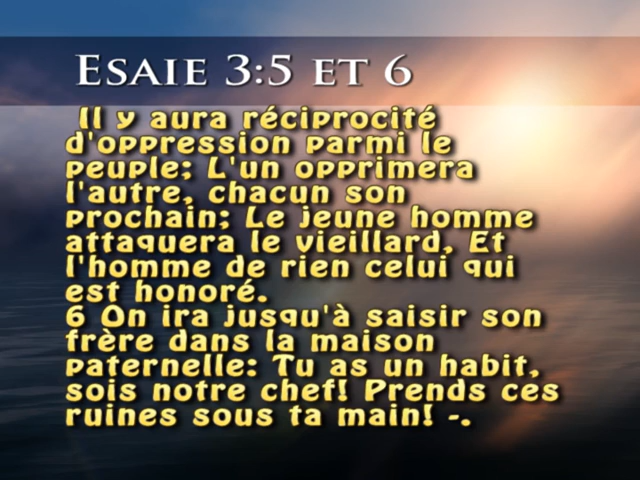 ESAIE 3:5 ET 6
Il y aura réciprocité
d'oppression parmi le
peuple; L'un opprimera
l'autre, chacun son
prochain; Le jeune homme
attaquera le vieillard, Et
l'homme de rien celui qui
est honoré.
6 On ira jusqu'à saisir son
frère dans la maison
paternelle: Tu as un habit,
sois notre chef! Prends ces
ruines sous ta main! -.